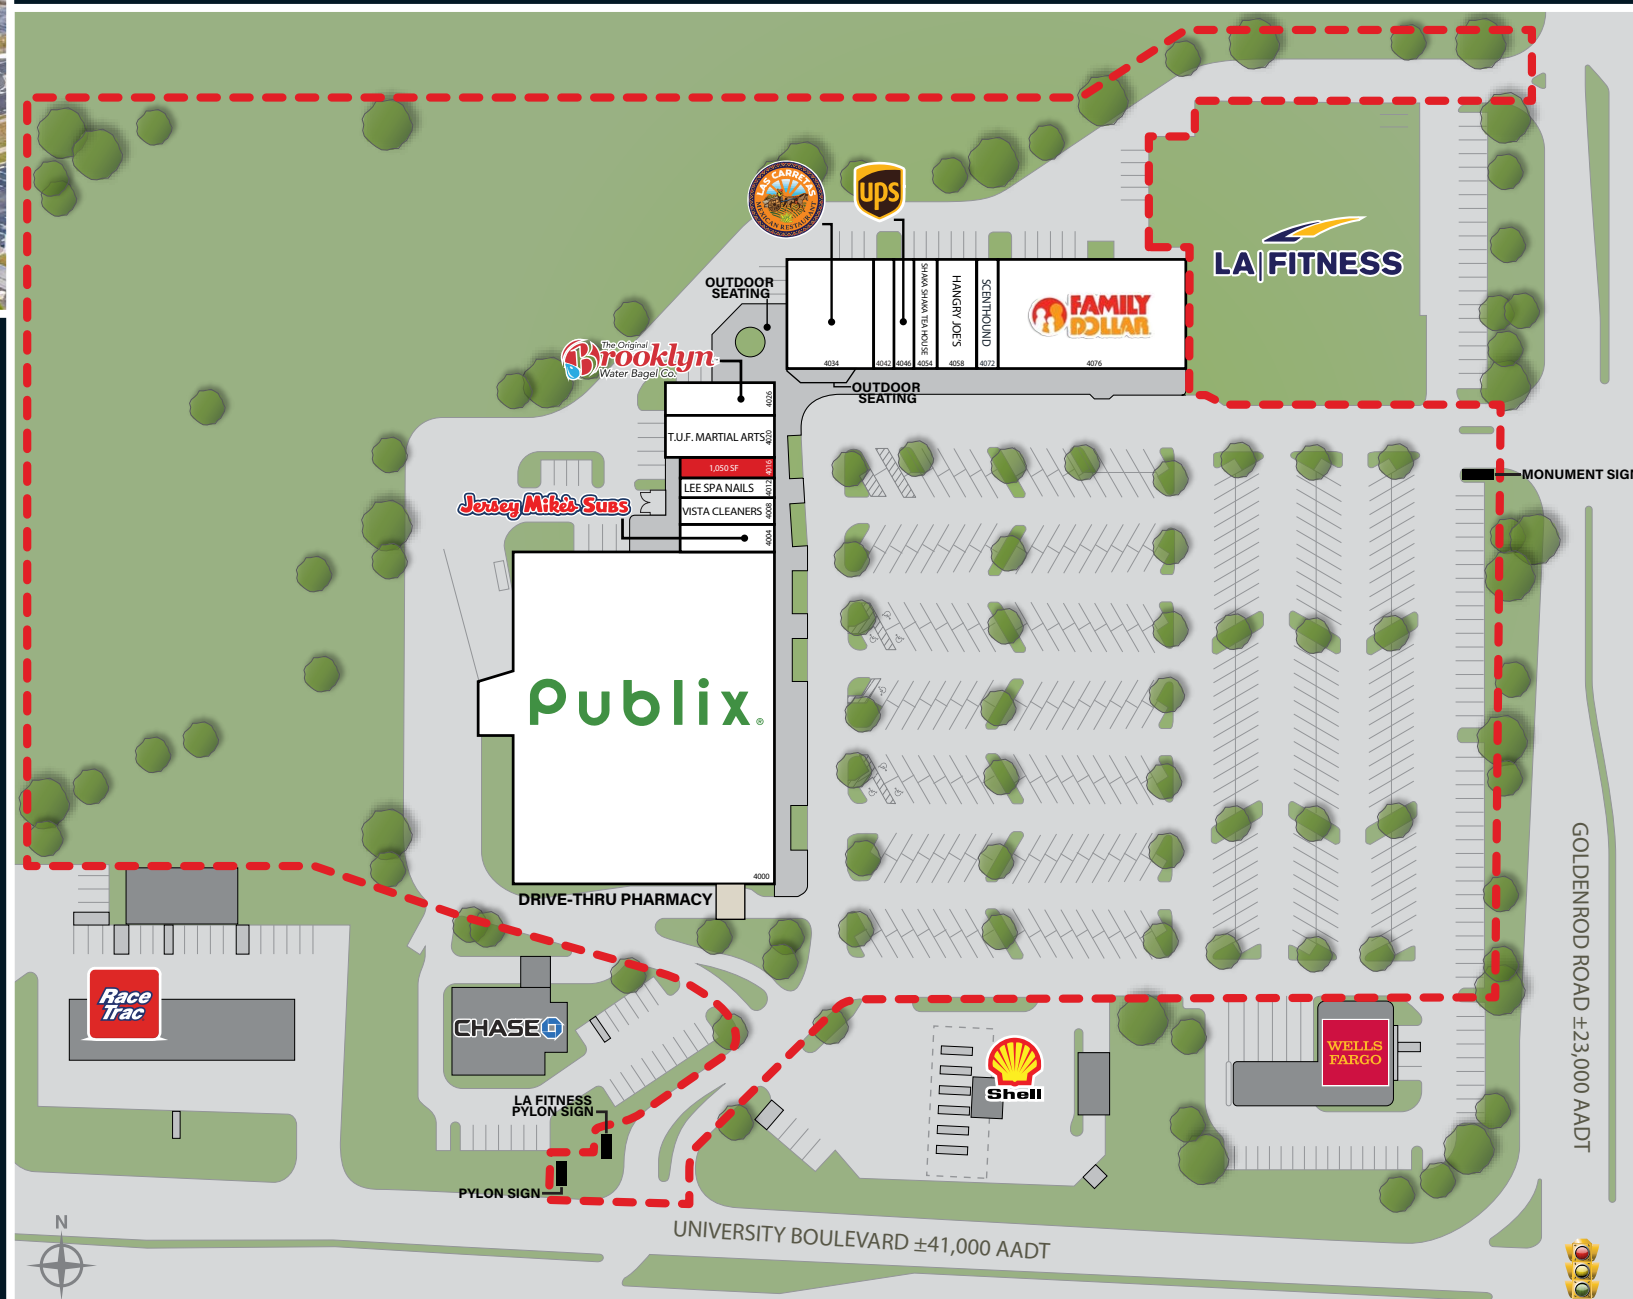 LAS CARRETAS
MEXICAN RESTAURANT
ups
LA|FITNESS
OUTDOOR
SEATING
SHAKA SHAKA TEA HOUSE
HANGRY JOE'S
SCENTHOUND
FAMILY
DOLLAR
4034
4042
4046
4054
4058
4072
4076
The Original
Brooklyn
Water Bagel Co.
OUTDOOR
SEATING
4026
T.U.F. MARTIAL ARTS
4020
1,050 SF
4016
LEE SPA NAILS
4012
Jersey Mike's Subs
VISTA CLEANERS
4008
4004
MONUMENT SIGN
Publix®
4000
DRIVE-THRU PHARMACY
GOLDENROD ROAD ±23,000 AADT
Race
Trac
CHASE
Shell
WELLS
FARGO
LA FITNESS
PYLON SIGN
PYLON SIGN
UNIVERSITY BOULEVARD ±41,000 AADT
N